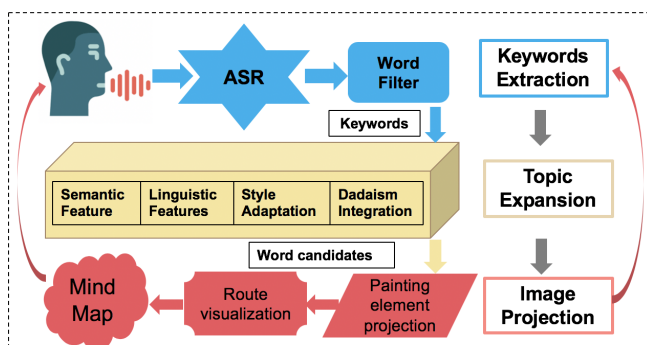 ASR
Word
Filter
Keywords
Extraction
Keywords
Semantic
Feature
Linguistic
Features
Style
Adaptation
Dadaism
Integration
Topic
Expansion
Word candidates
Mind
Map
Route
visualization
Painting
element
projection
Image
Projection